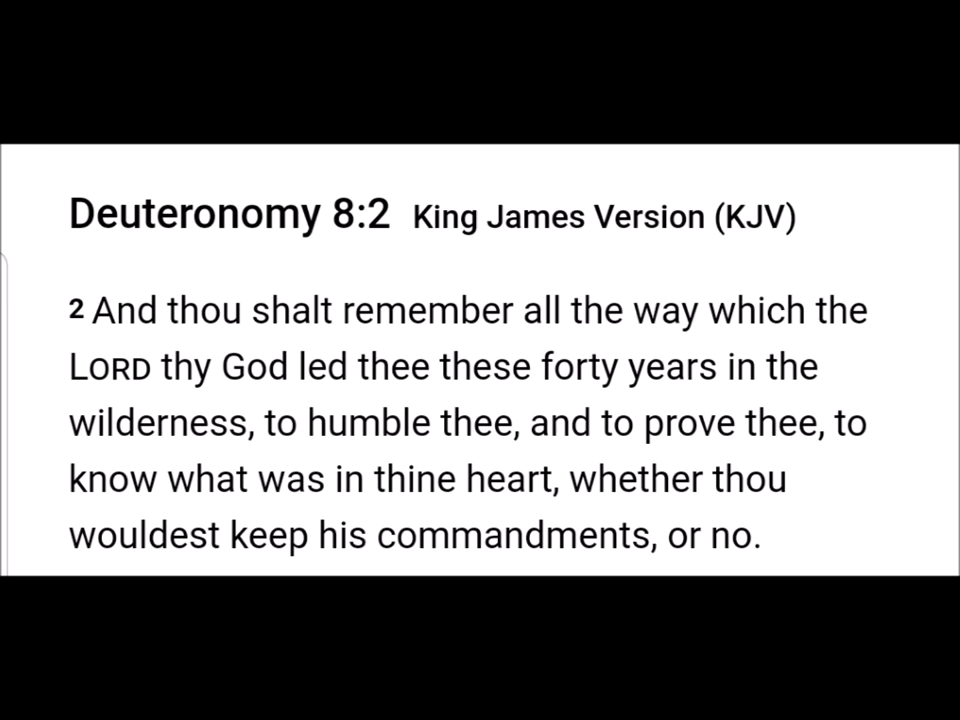 Deuteronomy 8:2 King James Version (KJV)
2 And thou shalt remember all the way which the
LORD thy God led thee these forty years in the
wilderness, to humble thee, and to prove thee, to
know what was in thine heart, whether thou
wouldest keep his commandments, or no.